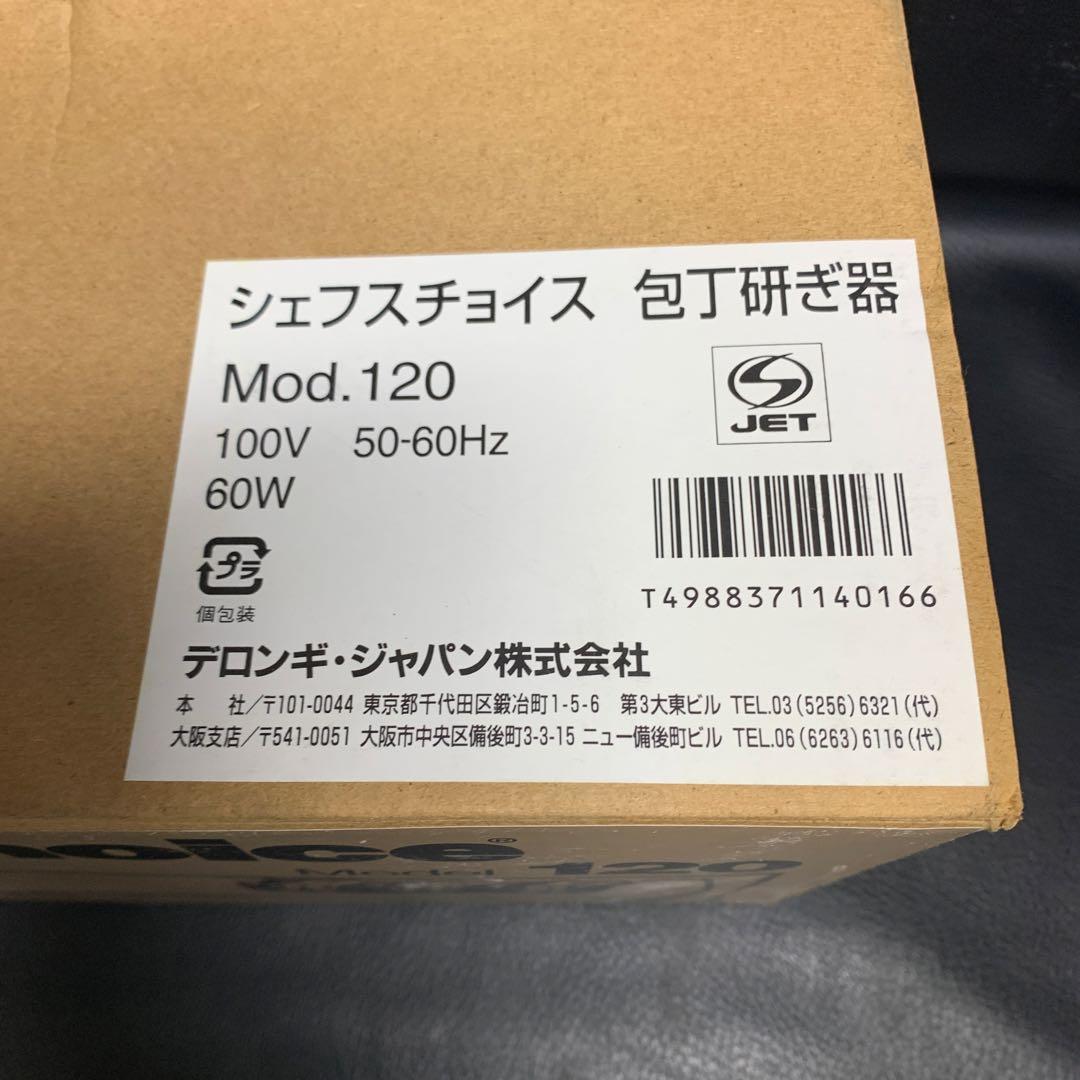 シェフスチョイス 包丁研ぎ器
Mod.120
JET
100V 50-60Hz
60W
プラ
個包装
T4988371140166
デロンギ・ジャパン株式会社
本 社/〒101-0044 東京都千代田区鍛冶町1-5-6 第3大東ビル TEL.03(5256)6321(代)
大阪支店/〒541-0051 大阪市中央区備後町3-3-15 ニュー備後町ビル TEL.06(6263)6116(代)
Model 120